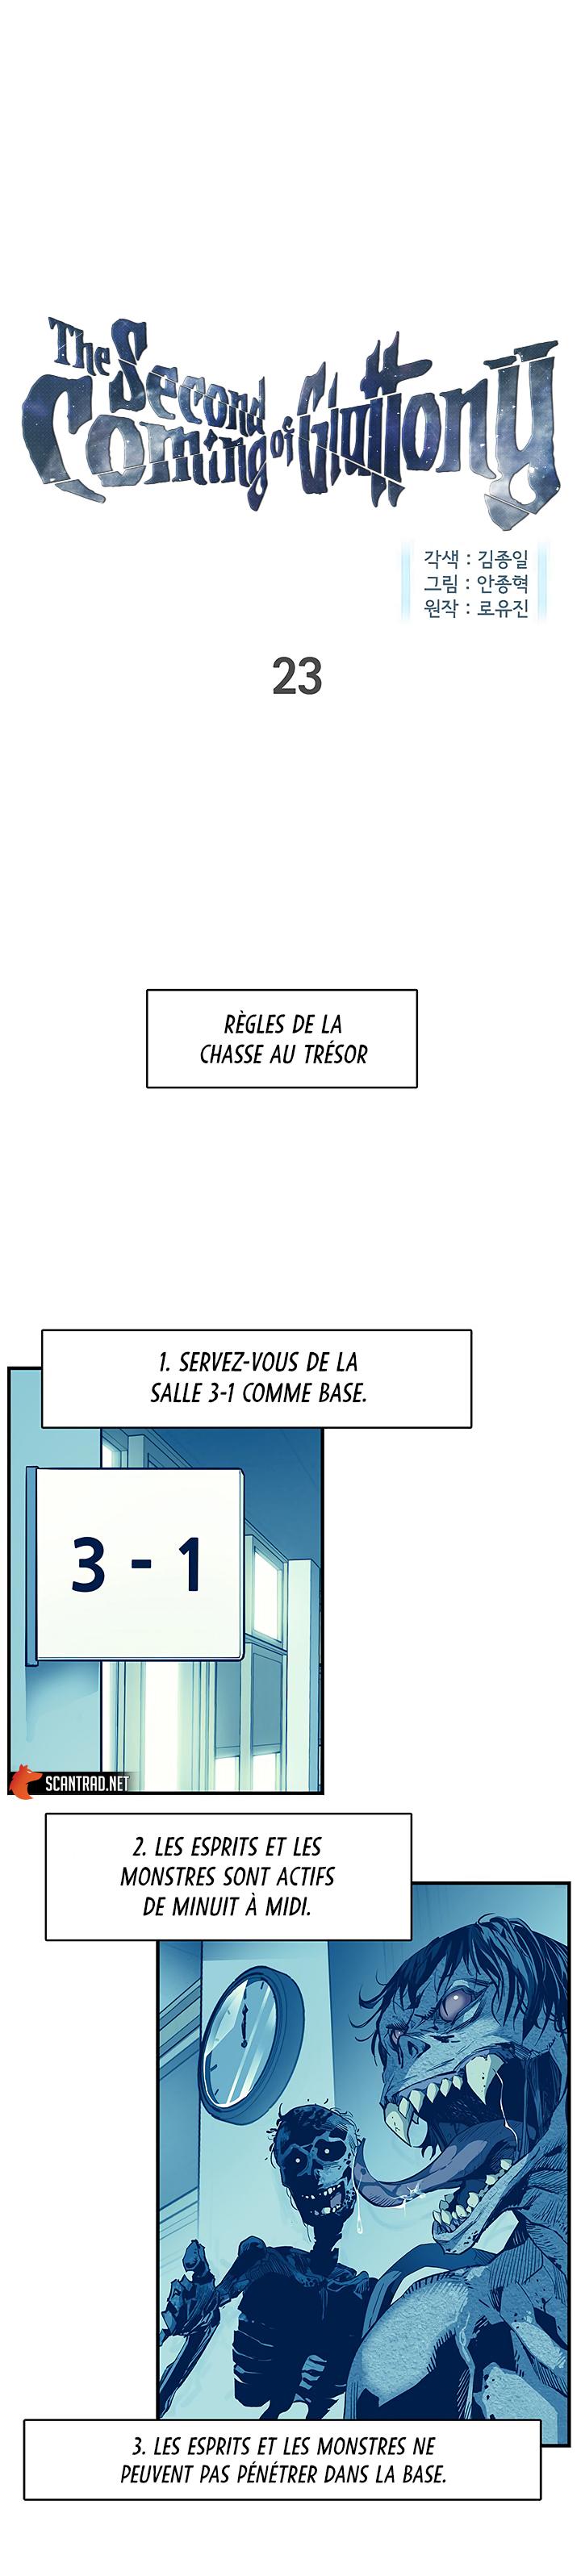 The Second
Coming of Gluttony
각색 : 김종일
그림 : 안종혁
원작 : 로유진
23
RÈGLES DE LA
CHASSE AU TRÉSOR
1. SERVEZ-VOUS DE LA
SALLE 3-1 COMME BASE.
3 - 1
SCANTRAD.NET
2. LES ESPRITS ET LES
MONSTRES SONT ACTIFS
DE MINUIT À MIDI.
3. LES ESPRITS ET LES MONSTRES NE
PEUVENT PAS PÉNÉTRER DANS LA BASE.